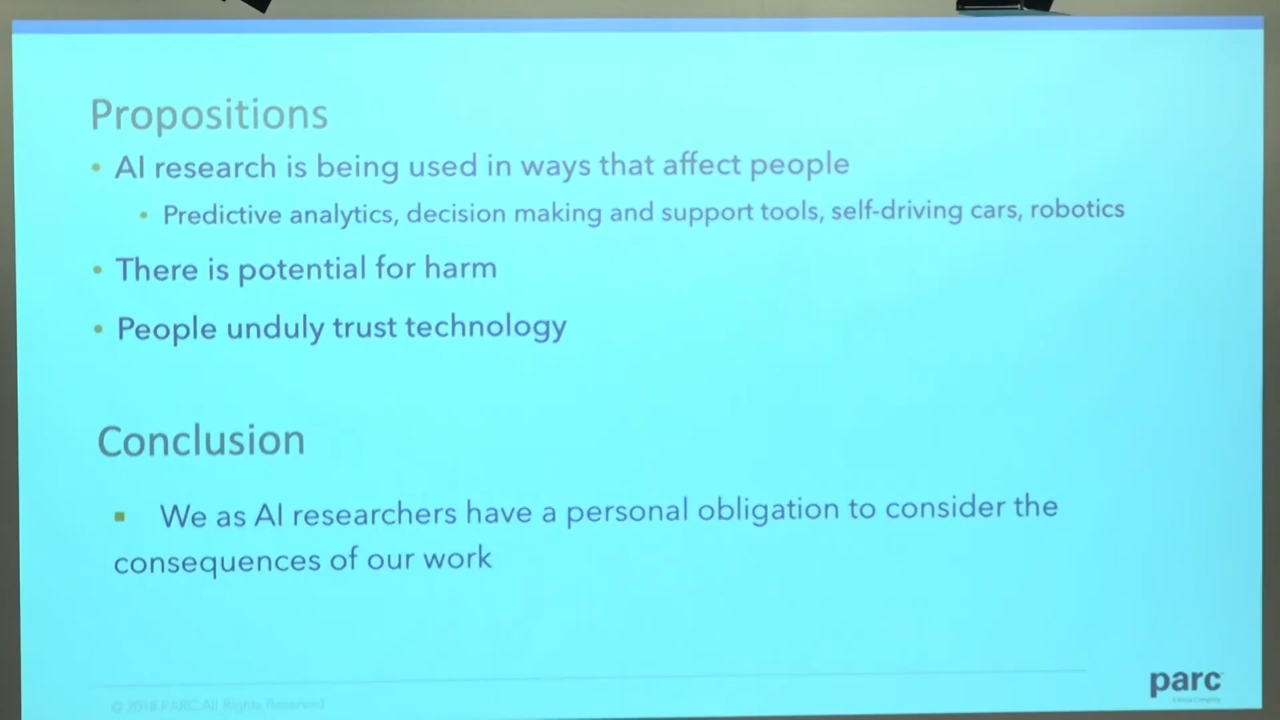 Propositions
• AI research is being used in ways that affect people
• Predictive analytics, decision making and support tools, self-driving cars, robotics
• There is potential for harm
• People unduly trust technology
Conclusion
▪ We as AI researchers have a personal obligation to consider the
consequences of our work
parc
© 2018 PARC All Rights Reserved